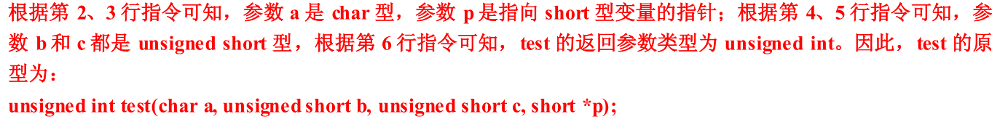 根据第 2、3 行指令可知，参数 a 是 char 型，参数 p 是指向 short 型变量的指针；根据第 4、5 行指令可知，参
数 b 和 c 都是 unsigned short 型，根据第 6 行指令可知，test 的返回参数类型为 unsigned int。因此，test 的原
型为：
unsigned int test(char a, unsigned short b, unsigned short c, short *p);